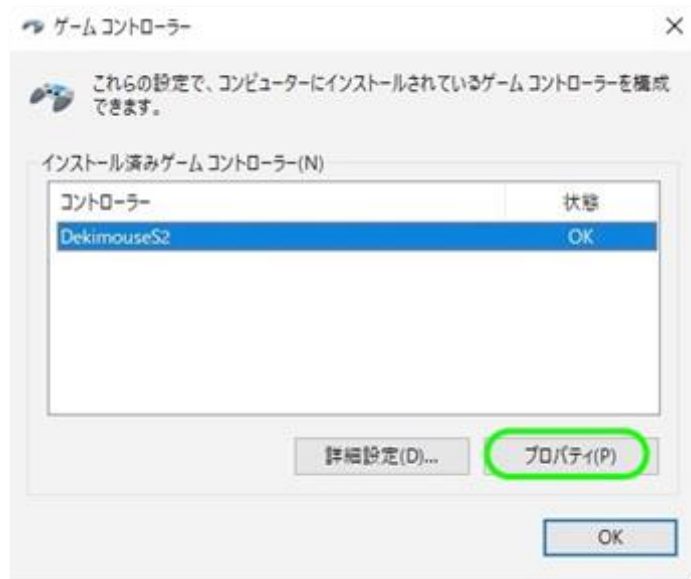 ゲーム コントローラー
これらの設定で、コンピューターにインストールされているゲーム コントローラーを構成
できます。
インストール済みゲーム コントローラー(N)
コントローラー 状態
DekimouseS2 OK
詳細設定(D)... プロパティ(P)
OK